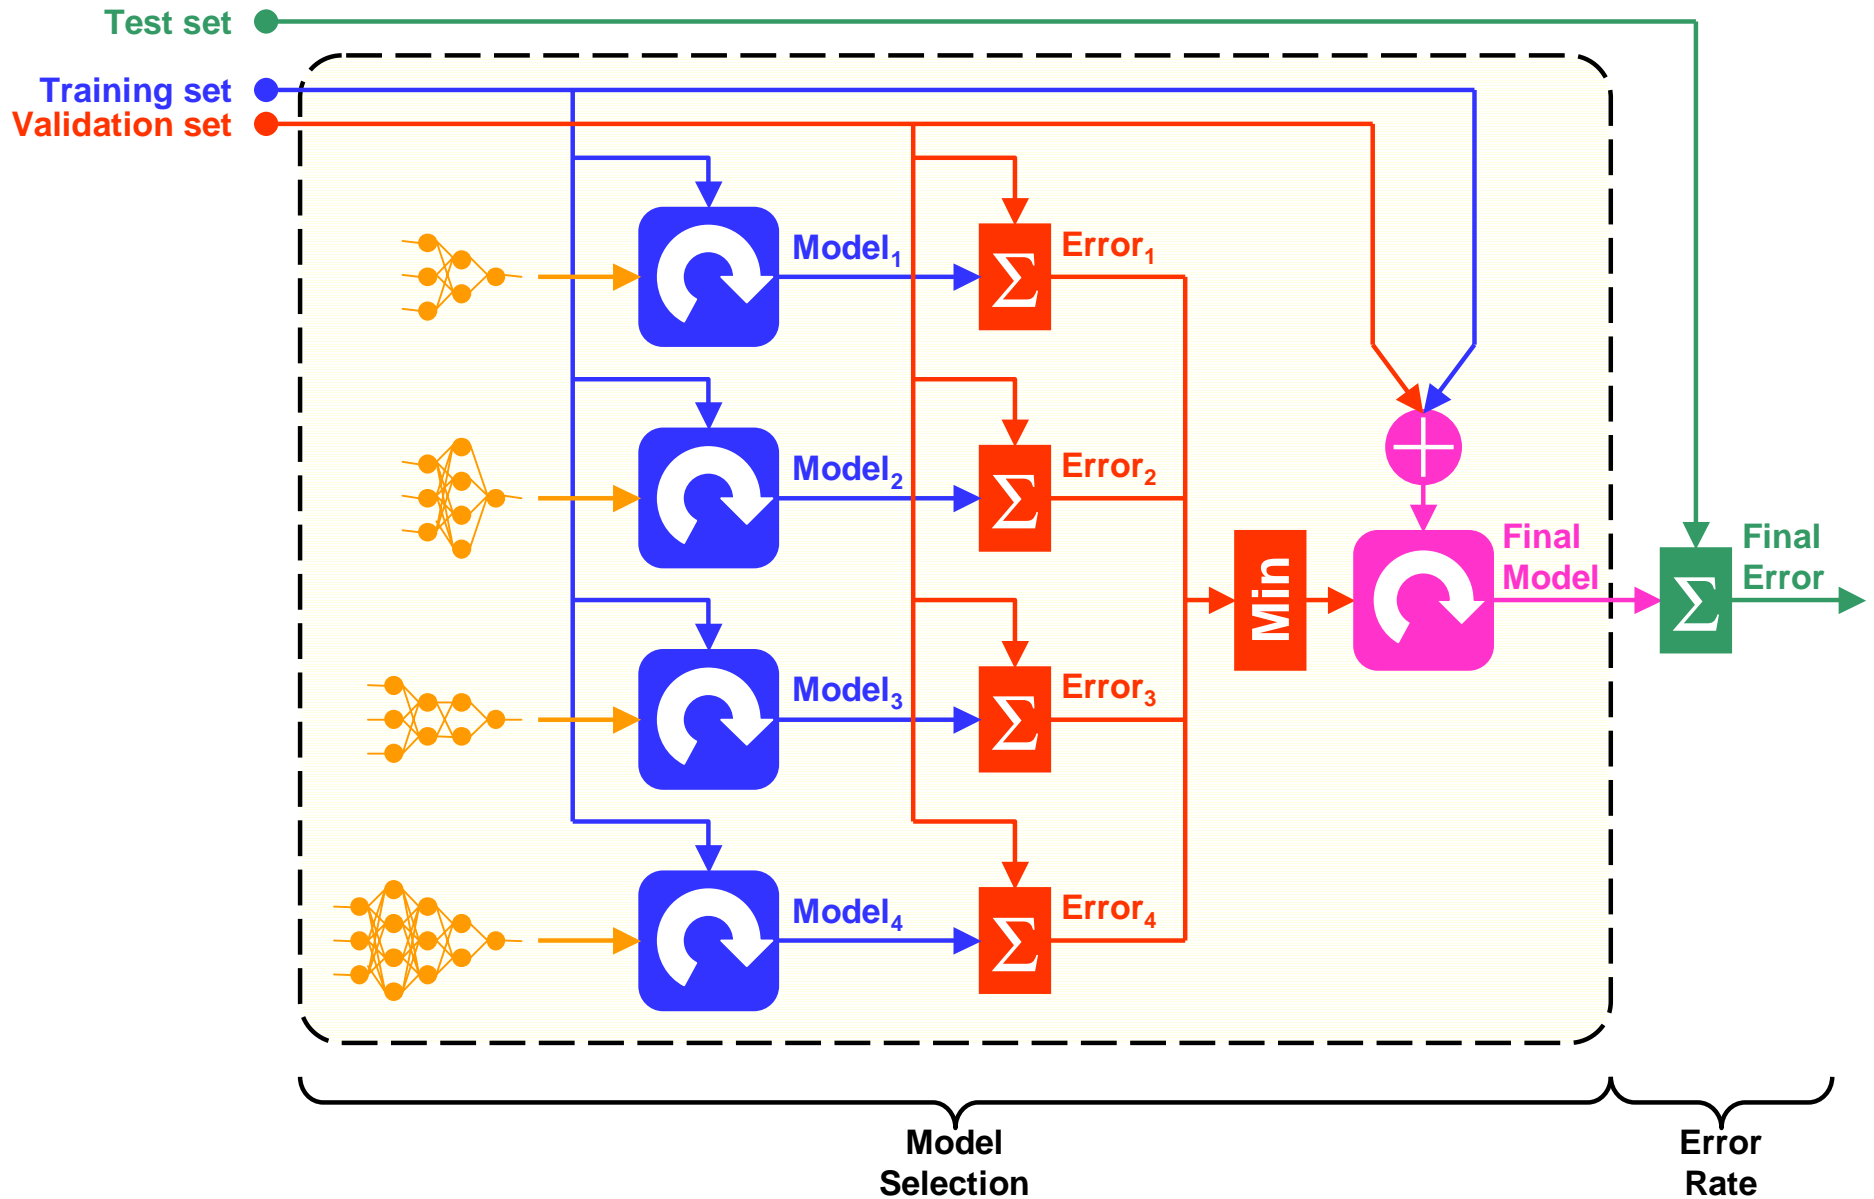 Test set
Training set
Validation set
Model1
Σ
Error1
Model2
Σ
Error2
Min
Final
Model
Σ
Final
Error
Model3
Σ
Error3
Model4
Σ
Error4
Model
Selection
Error
Rate